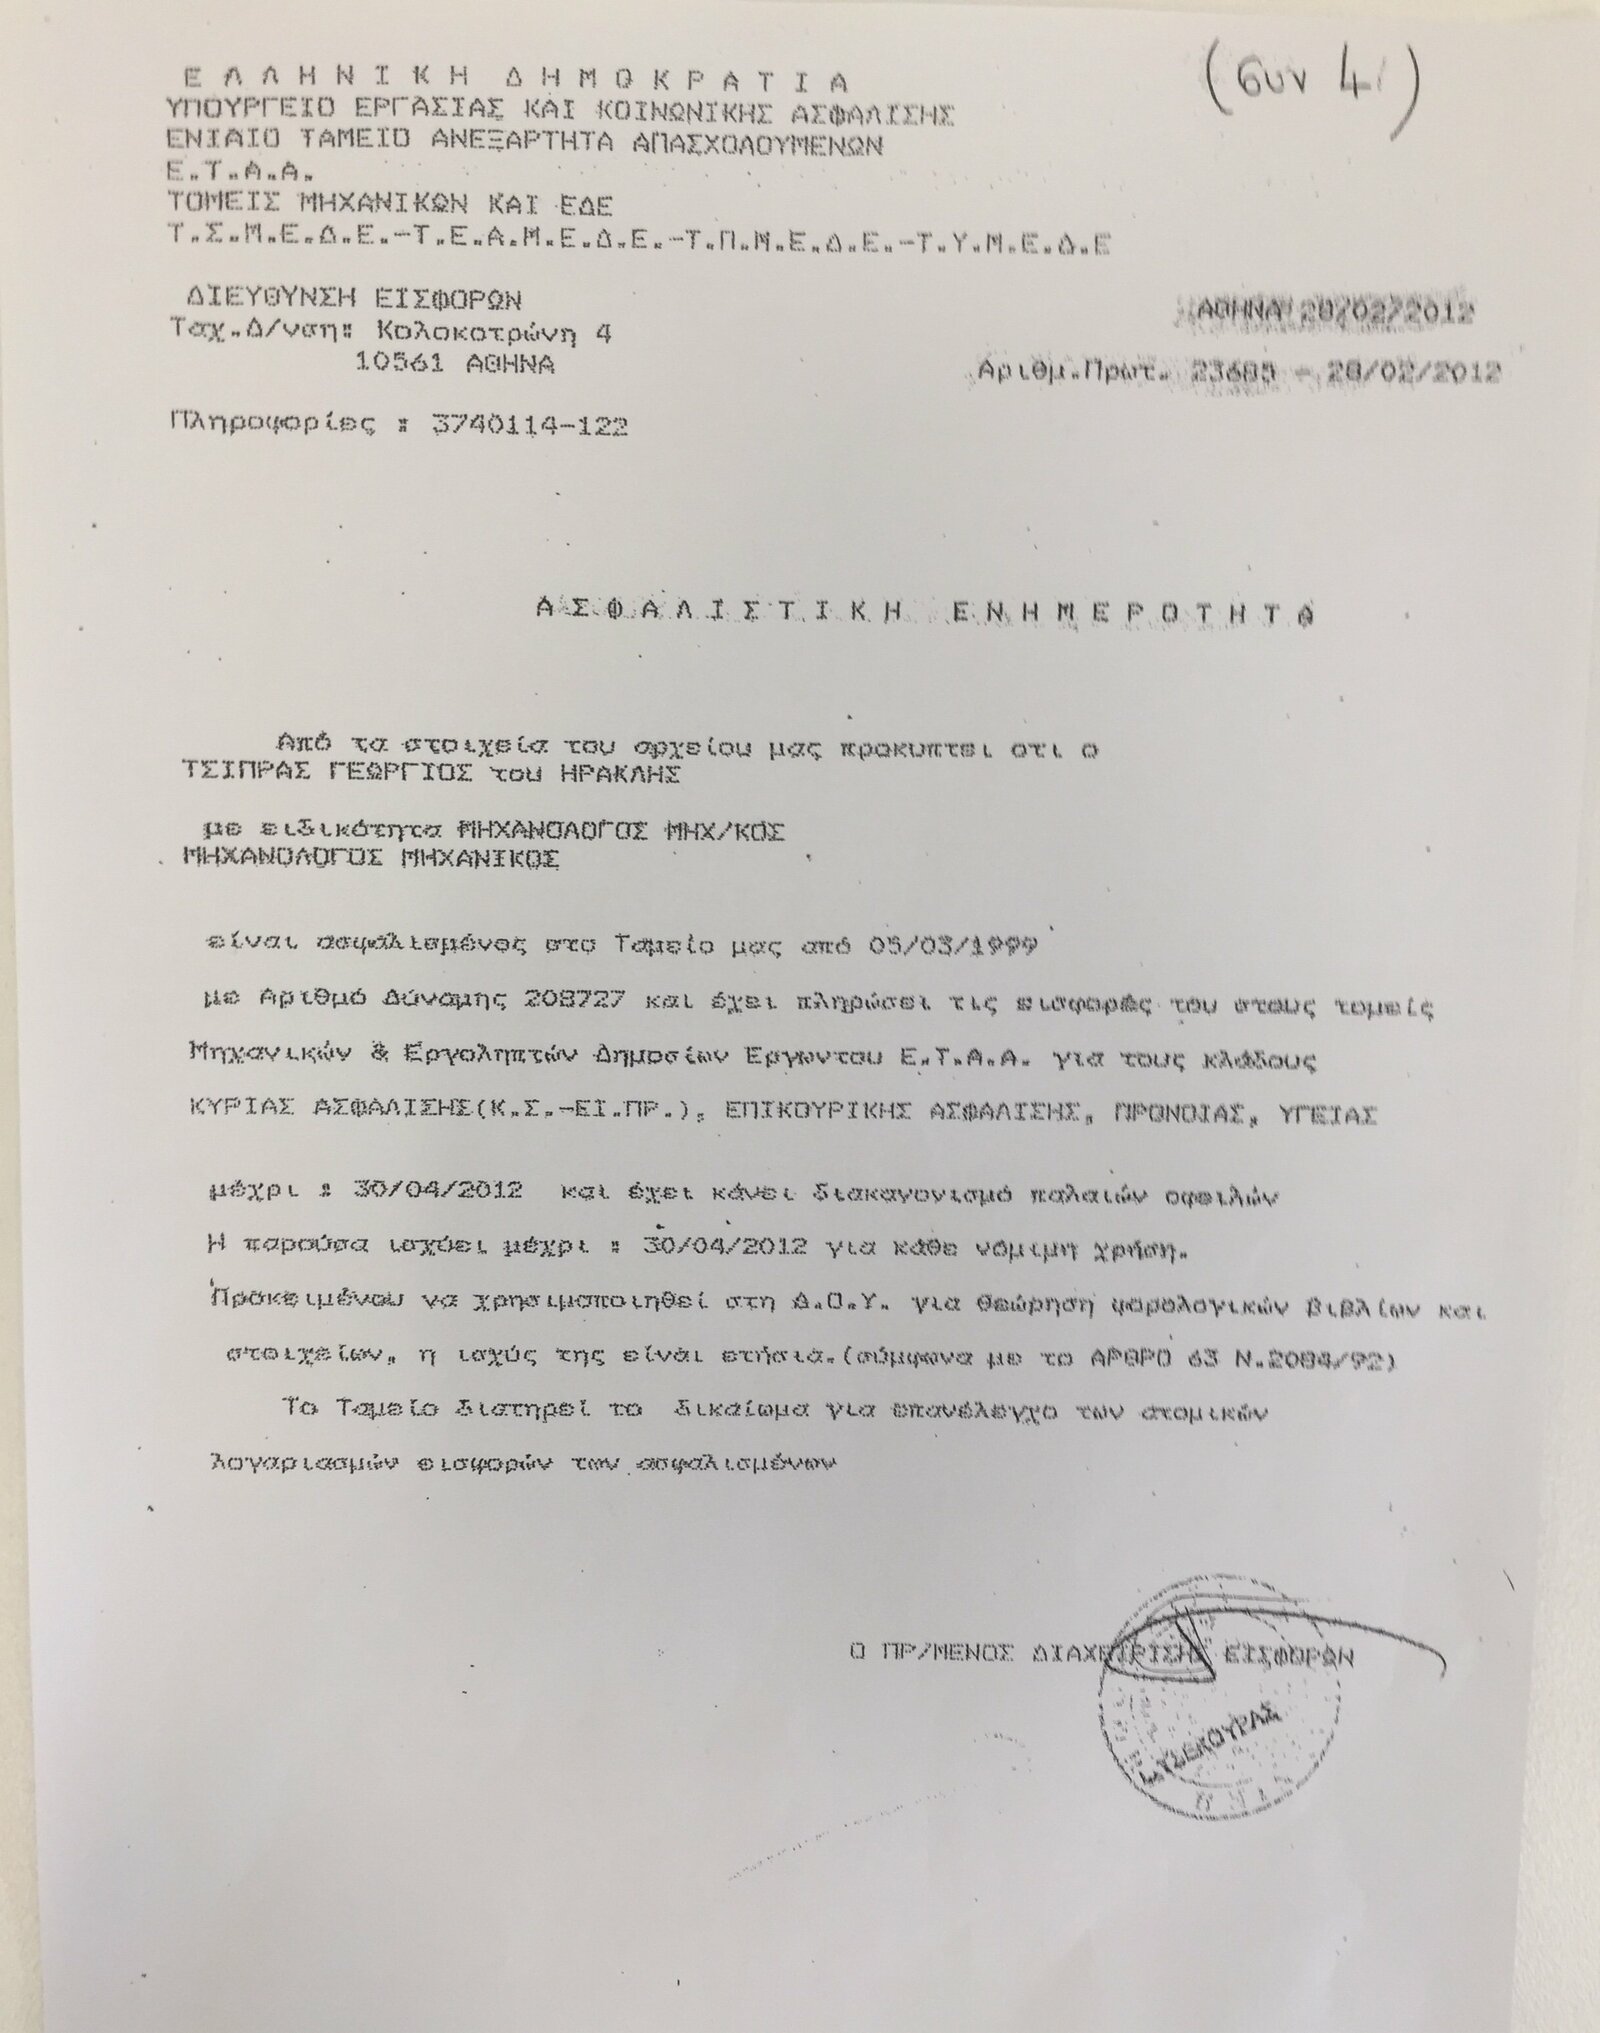 (συν 4)
ΕΛΛΗΝΙΚΗ ΔΗΜΟΚΡΑΤΙΑ
ΥΠΟΥΡΓΕΙΟ ΕΡΓΑΣΙΑΣ ΚΑΙ ΚΟΙΝΩΝΙΚΗΣ ΑΣΦΑΛΙΣΗΣ
ΕΝΙΑΙΟ ΤΑΜΕΙΟ ΑΝΕΞΑΡΤΗΤΑ ΑΠΑΣΧΟΛΟΥΜΕΝΩΝ
Ε.Τ.Α.Α.
ΤΟΜΕΙΣ ΜΗΧΑΝΙΚΩΝ ΚΑΙ ΕΔΕ
Τ.Σ.Μ.Ε.Δ.Ε.-Τ.Ε.Α.Μ.Ε.Δ.Ε.-Τ.Π.Μ.Ε.Δ.Ε.-Τ.Υ.Μ.Ε.Δ.Ε
ΔΙΕΥΘΥΝΣΗ ΕΙΣΦΟΡΩΝ
ΑΘΗΝΑ 28/02/2012
Ταχ.Δ/νση: Κολοκοτρώνη 4
10561 ΑΘΗΝΑ
Αριθμ.Πρωτ. - 28/02/2012
Πληροφορίες : 3740114-122
ΑΣΦΑΛΙΣΤΙΚΗ ΕΝΗΜΕΡΟΤΗΤΑ
Από τα στοιχεία του αρχείου μας προκυπτει οτι ο
ΤΣΙΠΡΑΣ ΓΕΩΡΓΙΟΣ του ΗΡΑΚΛΗΣ
με ειδικότητα ΜΗΧΑΝΟΛΟΓΟΣ ΜΗΧ/ΚΟΣ
ΜΗΧΑΝΟΛΟΓΟΣ ΜΗΧΑΝΙΚΟΣ
είναι ασφαλισμένος στο Ταμείο μας από 05/03/1999
με Αριθμό Δύναμης 208727 και έχει πληρώσει τις εισφορές του στους τομείς
Μηχανικών & Εργοληπτών Δημοσίων Εργωντου Ε.Τ.Α.Α. για τους κλάδους
ΚΥΡΙΑΣ ΑΣΦΑΛΙΣΗΣ(Κ.Σ.-ΕΙ.ΠΡ.), ΕΠΙΚΟΥΡΙΚΗΣ ΑΣΦΑΛΙΣΗΣ, ΠΡΟΝΟΙΑΣ, ΥΓΕΙΑΣ
μέχρι : 30/04/2012 και έχει κάνει διακανονισμό παλαιών οφειλών
Η παρούσα ισχύει μέχρι : 30/04/2012 για κάθε νόμιμη χρήση.
Προκειμένου να χρησιμοποιηθεί στη Δ.Ο.Υ. για θεώρηση φορολογικών βιβλίων και
στοιχείων, η ισχύς της είναι ετήσια.(σύμφωνα με το ΑΡΘΡΟ 63 Ν.2084/92)
Το Ταμείο διατηρεί το δικαίωμα για επανέλεγχο των ατομικών
λογαριασμών εισφορών των ασφαλισμένων
Ο ΠΡ/ΜΕΝΟΣ ΔΙΑΧΕΙΡΙΣΗΣ ΕΙΣΦΟΡΩΝ